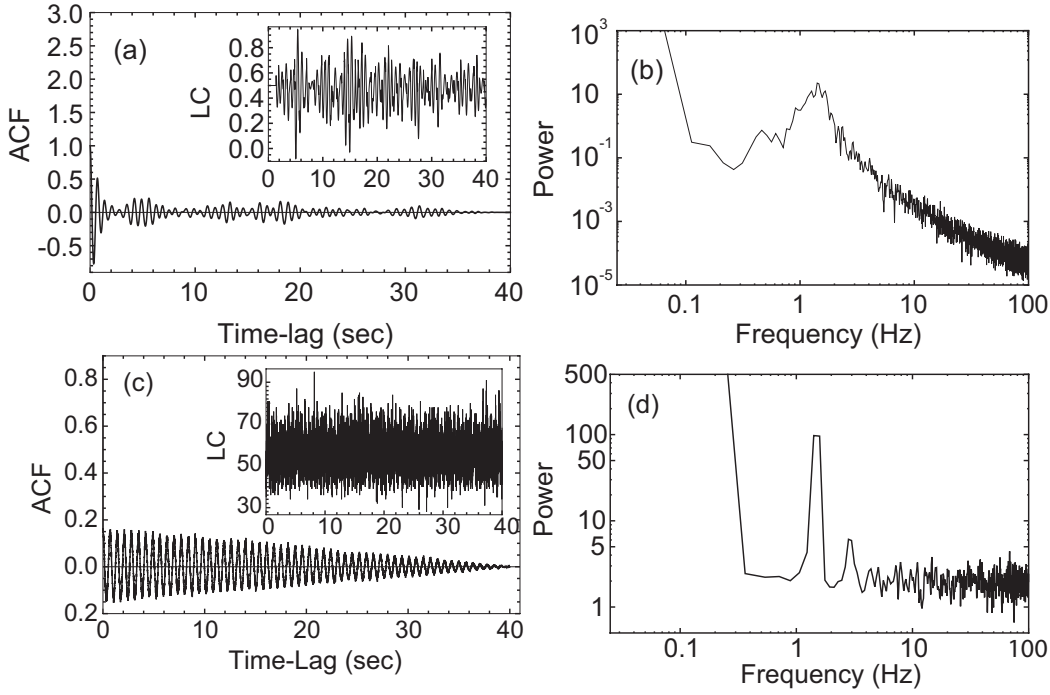 (a)
3.0
2.5
2.0
1.5
1.0
0.5
0.0
-0.5
ACF
0 10 20 30 40
Time-lag (sec)
LC
0.8
0.6
0.4
0.2
0.0
0 10 20 30 40
(b)
10³
10
10⁻¹
10⁻³
10⁻⁵
Power
0.1 1 10 100
Frequency (Hz)
(c)
0.8
0.6
0.4
0.2
0.0
0.2
ACF
0 10 20 30 40
Time-Lag (sec)
LC
90
70
50
30
0 10 20 30 40
(d)
500
100
50
10
5
1
Power
0.1 1 10 100
Frequency (Hz)